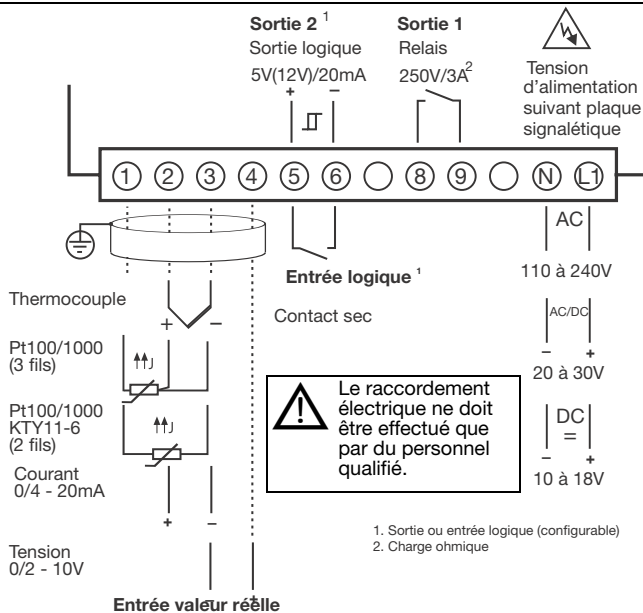 Sortie 2 ¹
Sortie logique
5V(12V)/20mA
+ –
Sortie 1
Relais
250V/3A²
Tension
d'alimentation
suivant plaque
signalétique
1 2 3 4 5 6 8 9 N L1
Thermocouple
+ –
Pt100/1000
(3 fils)
J
Pt100/1000
KTY11-6
(2 fils)
J
Courant
0/4 - 20mA
+ –
Tension
0/2 - 10V
– +
Entrée valeur réelle
Entrée logique ¹
Contact sec
Le raccordement
électrique ne doit
être effectué que
par du personnel
qualifié.
AC
110 à 240V
AC/DC
– +
20 à 30V
DC
=
– +
10 à 18V
1. Sortie ou entrée logique (configurable)
2. Charge ohmique